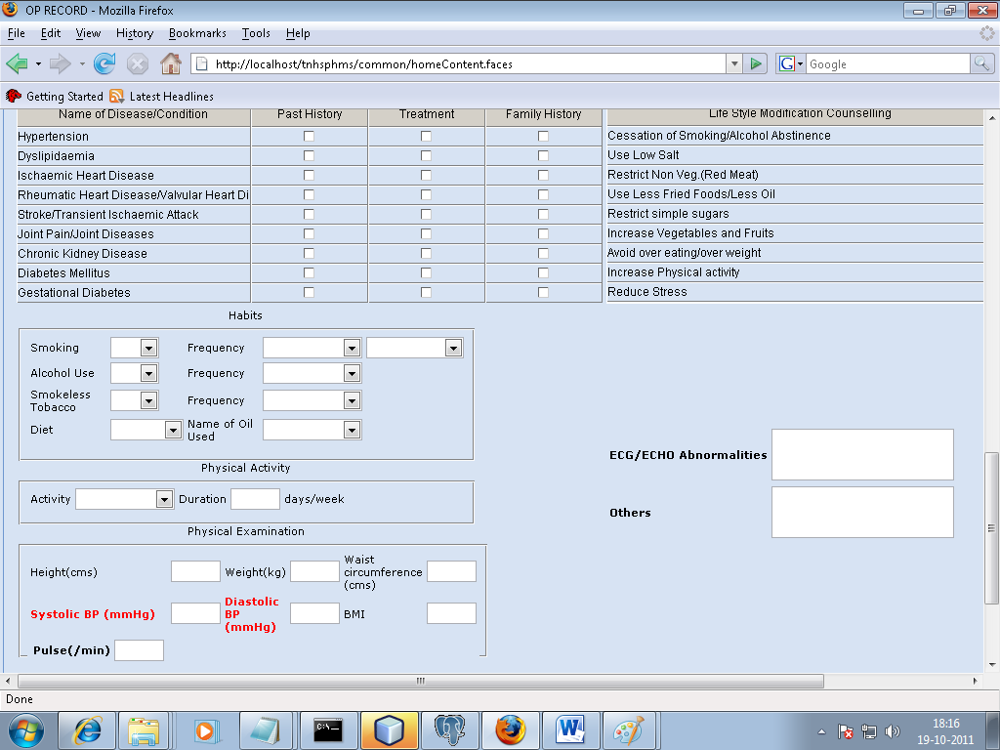 OP RECORD - Mozilla Firefox
File Edit View History Bookmarks Tools Help
http://localhost/tnhsphms/common/homeContent.faces
G Google
Getting Started Latest Headlines
Name of Disease/Condition Past History Treatment Family History Life Style Modification Counselling
Hypertension Cessation of Smoking/Alcohol Abstinence
Dyslipidaemia Use Low Salt
Ischaemic Heart Disease Restrict Non Veg.(Red Meat)
Rheumatic Heart Disease/Valvular Heart Di Use Less Fried Foods/Less Oil
Stroke/Transient Ischaemic Attack Restrict simple sugars
Joint Pain/Joint Diseases Increase Vegetables and Fruits
Chronic Kidney Disease Avoid over eating/over weight
Diabetes Mellitus Increase Physical activity
Gestational Diabetes Reduce Stress
Habits
Smoking Frequency
Alcohol Use Frequency
Smokeless
Tobacco Frequency
Diet Name of Oil
Used
ECG/ECHO Abnormalities
Physical Activity
Activity Duration days/week
Others
Physical Examination
Height(cms) Weight(kg) Waist
circumference
(cms)
Systolic BP (mmHg) Diastolic
BP
(mmHg) BMI
Pulse(/min)
Done
C:\
W
18:16
19-10-2011